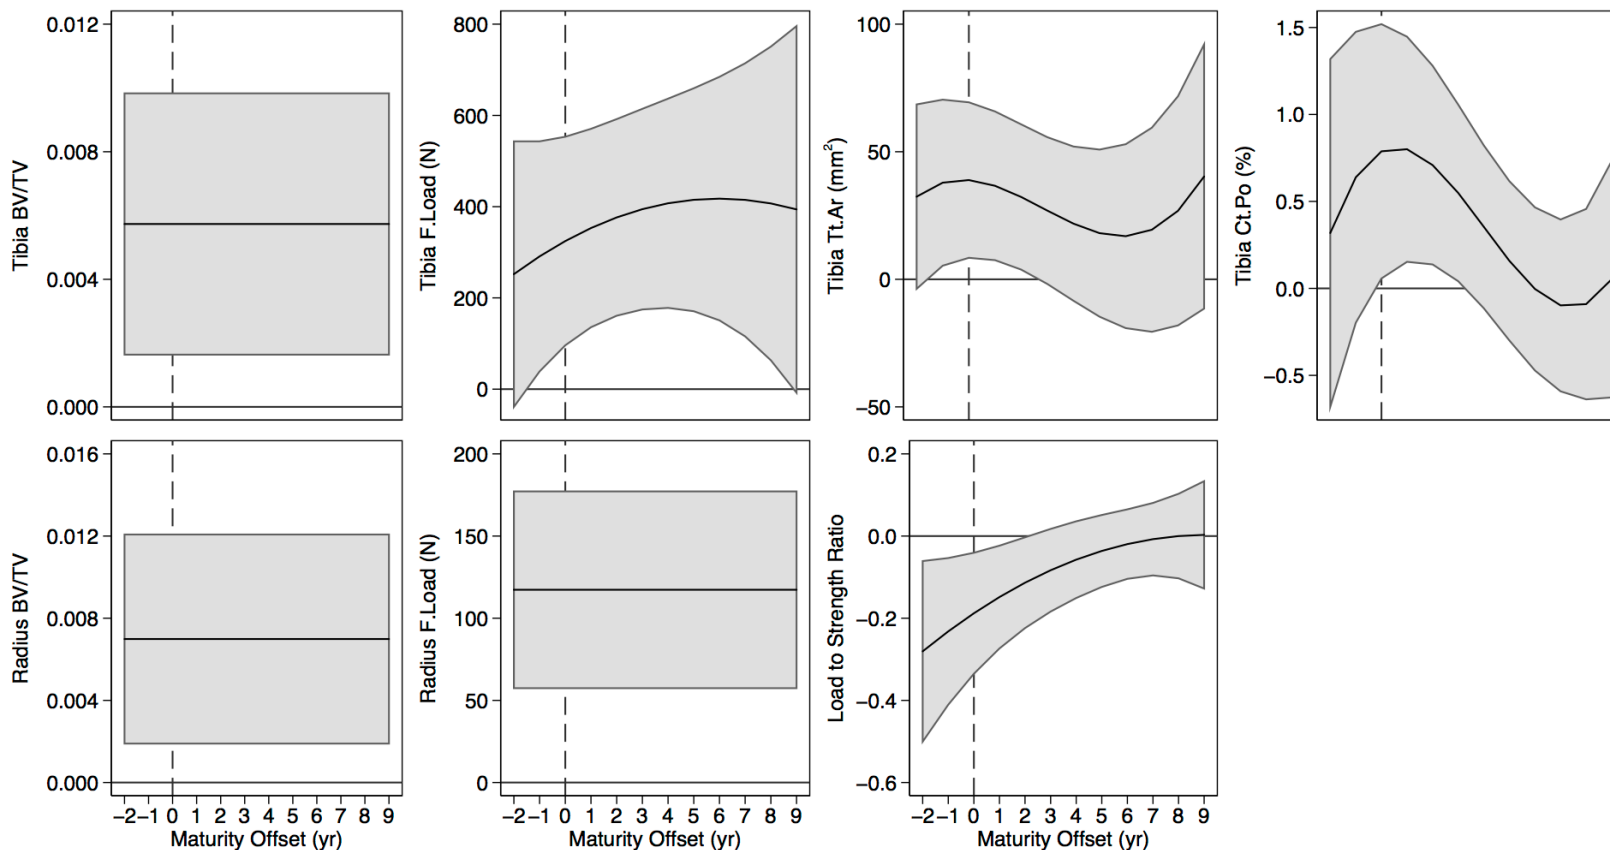 Tibia BV/TV
0.012
0.008
0.004
0.000
Tibia F.Load (N)
800
600
400
200
0
Tibia Tt.Ar (mm²)
100
50
0
−50
Tibia Ct.Po (%)
1.5
1.0
0.5
0.0
−0.5
Radius BV/TV
0.016
0.012
0.008
0.004
0.000
−2 −1 0 1 2 3 4 5 6 7 8 9
Maturity Offset (yr)
Radius F.Load (N)
200
150
100
50
0
−2 −1 0 1 2 3 4 5 6 7 8 9
Maturity Offset (yr)
Load to Strength Ratio
0.2
0.0
−0.2
−0.4
−0.6
−2 −1 0 1 2 3 4 5 6 7 8 9
Maturity Offset (yr)